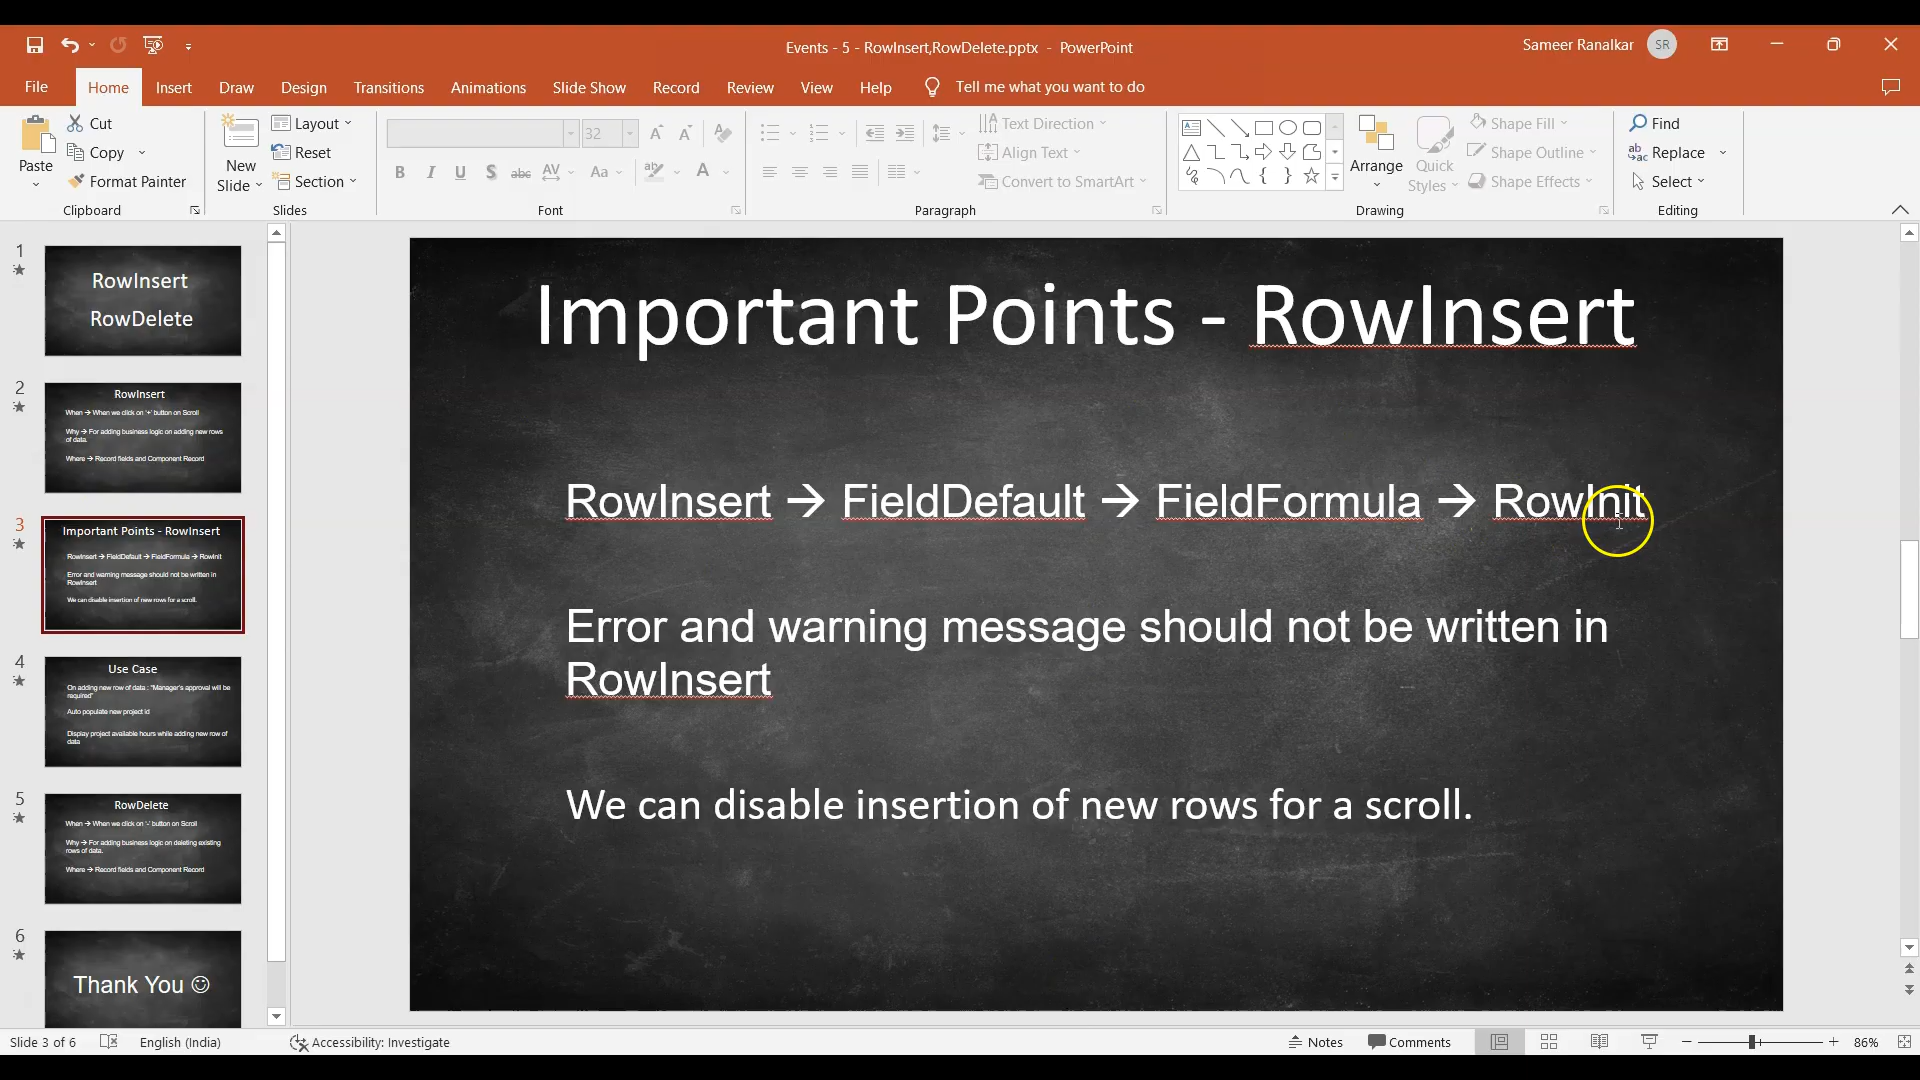 Events - 5 - RowInsert,RowDelete.pptx - PowerPoint
Sameer Ranalkar
SR
File
Home
Insert
Draw
Design
Transitions
Animations
Slide Show
Record
Review
View
Help
Tell me what you want to do
Paste
Cut
Copy
Format Painter
Clipboard
New
Slide
Layout
Reset
Section
Slides
32
Font
Text Direction
Align Text
Convert to SmartArt
Paragraph
Arrange
Quick
Styles
Shape Fill
Shape Outline
Shape Effects
Drawing
Find
Replace
Select
Editing
1
RowInsert
RowDelete
2
RowInsert
When → When we click on '+' button on Scroll
Why → For adding business logic on adding new rows
of data.
Where → Record fields and Component Record
3
Important Points - RowInsert
RowInsert → FieldDefault → FieldFormula → RowInit
Error and warning message should not be written in
RowInsert
We can disable insertion of new rows for a scroll.
4
Use Case
On adding new row of data : "Manager's approval will be
required"
Auto populate new project id
Display project available hours while adding new row of
data
5
RowDelete
When → When we click on '-' button on Scroll
Why → For adding business logic on deleting existing
rows of data.
Where → Record fields and Component Record
6
Thank You ☺
Important Points - RowInsert
RowInsert → FieldDefault → FieldFormula → RowInit
Error and warning message should not be written in
RowInsert
We can disable insertion of new rows for a scroll.
Slide 3 of 6
English (India)
Accessibility: Investigate
Notes
Comments
86%